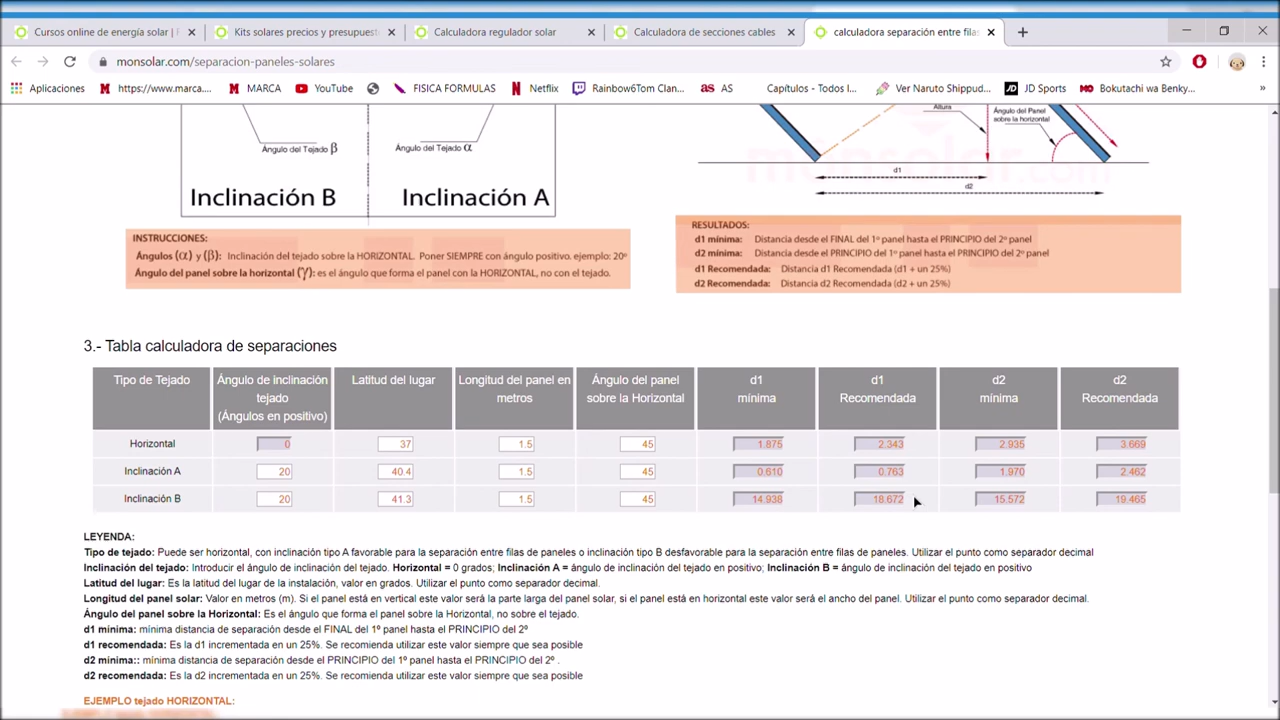 Cursos online de energía solar |
Kits solares precios y presupuest
Calculadora regulador solar
Calculadora de secciones cables
calculadora separación entre fila
monsolar.com/separacion-paneles-solares
Aplicaciones
https://www.marca....
MARCA
YouTube
FISICA FORMULAS
Netflix
Rainbow6Tom Clan...
AS
Capítulos - Todos l...
Ver Naruto Shippud...
JD Sports
Bokutachi wa Benky...
»
Ángulo del Tejado β
Ángulo del Tejado α
Inclinación B
Inclinación A
Altura
Ángulo del Panel
sobre la horizontal
monsolar.com
d1
d2
INSTRUCCIONES:
Ángulos (α) y (β): Inclinación del tejado sobre la HORIZONTAL. Poner SIEMPRE con ángulo positivo. ejemplo: 20º
Ángulo del panel sobre la horizontal (γ): es el ángulo que forma el panel con la HORIZONTAL, no con el tejado.
RESULTADOS:
d1 mínima: Distancia desde el FINAL del 1º panel hasta el PRINCIPIO del 2º panel
d2 mínima: Distancia desde el PRINCIPIO del 1º panel hasta el PRINCIPIO del 2º panel
d1 Recomendada: Distancia d1 Recomendada (d1 + un 25%)
d2 Recomendada: Distancia d2 Recomendada (d2 + un 25%)
3.- Tabla calculadora de separaciones
Tipo de Tejado
Ángulo de inclinación
tejado
(Ángulos en positivo)
Latitud del lugar
Longitud del panel en
metros
Ángulo del panel
sobre la Horizontal
d1
mínima
d1
Recomendada
d2
mínima
d2
Recomendada
Horizontal 0 37 1.5 45 1.875 2.343 2.935 3.669
Inclinación A 20 40.4 1.5 45 0.610 0.763 1.970 2.462
Inclinación B 20 41.3 1.5 45 14.938 18.672 15.572 19.465
LEYENDA:
Tipo de tejado: Puede ser horizontal, con inclinación tipo A favorable para la separación entre filas de paneles o inclinación tipo B desfavorable para la separación entre filas de paneles. Utilizar el punto como separador decimal
Inclinación del tejado: Introducir el ángulo de inclinación del tejado. Horizontal = 0 grados; Inclinación A = ángulo de inclinación del tejado en positivo; Inclinación B = ángulo de inclinación del tejado en positivo
Latitud del lugar: Es la latitud del lugar de la instalación, valor en grados. Utilizar el punto como separador decimal.
Longitud del panel solar: Valor en metros (m). Si el panel está en vertical este valor será la parte larga del panel solar, si el panel está en horizontal este valor será el ancho del panel. Utilizar el punto como separador decimal.
Ángulo del panel sobre la Horizontal: Es el ángulo que forma el panel sobre la Horizontal, no sobre el tejado.
d1 mínima: mínima distancia de separación desde el FINAL del 1º panel hasta el PRINCIPIO del 2º
d1 recomendada: Es la d1 incrementada en un 25%. Se recomienda utilizar este valor siempre que sea posible
d2 mínima:: mínima distancia de separación desde el PRINCIPIO del 1º panel hasta el PRINCIPIO del 2º .
d2 recomendada: Es la d2 incrementada en un 25%. Se recomienda utilizar este valor siempre que sea posible
EJEMPLO tejado HORIZONTAL: